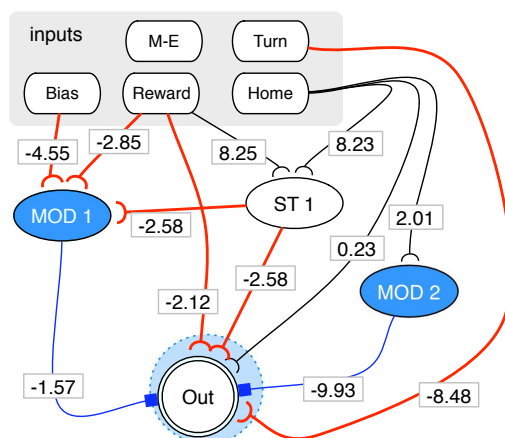 inputs
M-E
Turn
Bias
Reward
Home
-4.55
-2.85
8.25
8.23
MOD 1
-2.58
ST 1
2.01
0.23
-2.58
MOD 2
-2.12
-1.57
Out
-9.93
-8.48